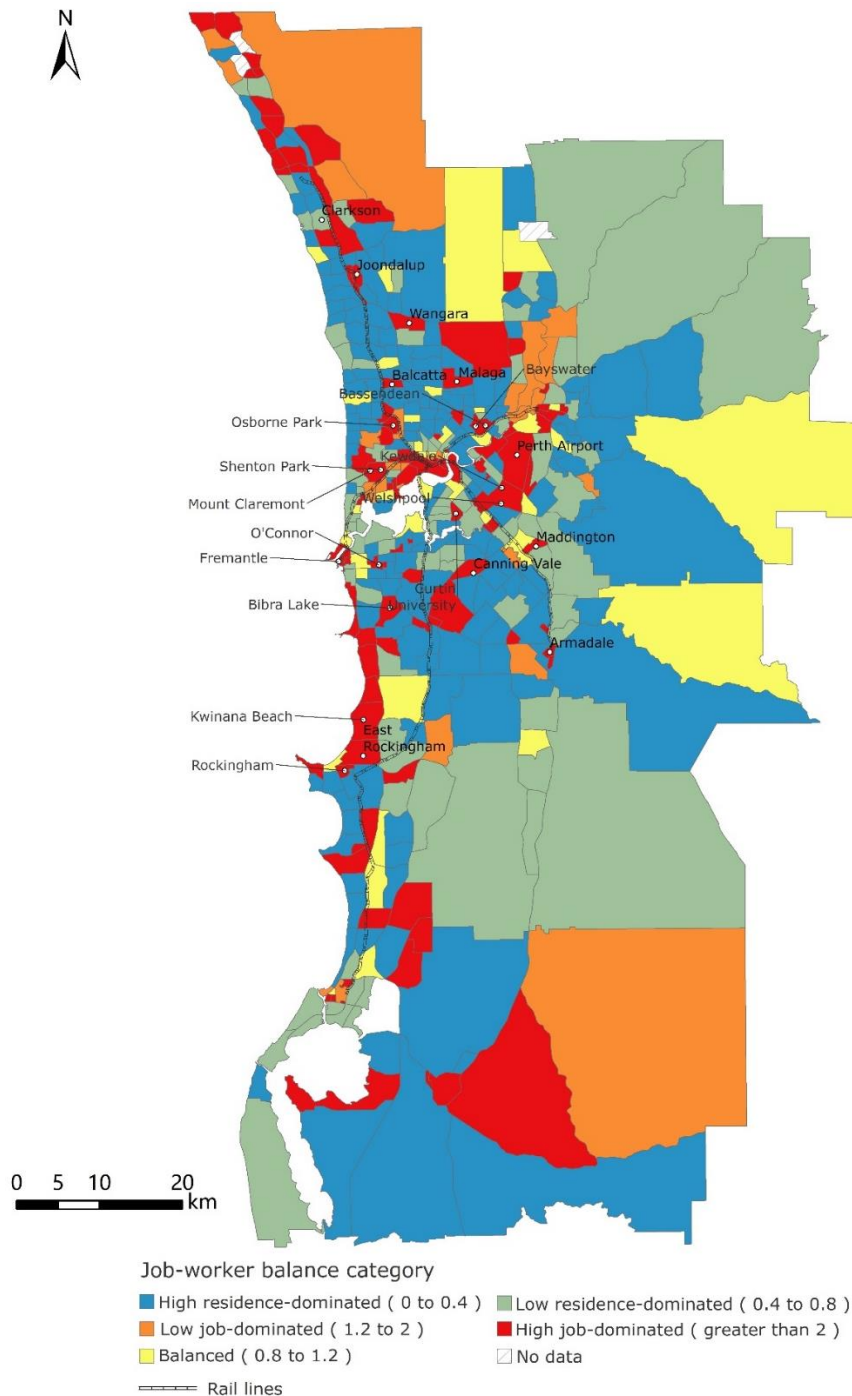 N
Clarkson
Joondalup
Wangara
Balcatta
Malaga
Bayswater
Bassendean
Osborne Park
Perth Airport
Kewdale
Shenton Park
Welshpool
Mount Claremont
O'Connor
Maddington
Fremantle
Canning Vale
Curtin
University
Bibra Lake
Armadale
Kwinana Beach
East
Rockingham
Rockingham
0 5 10 20
km
Job-worker balance category
High residence-dominated ( 0 to 0.4 )
Low residence-dominated ( 0.4 to 0.8 )
Low job-dominated ( 1.2 to 2 )
High job-dominated ( greater than 2 )
Balanced ( 0.8 to 1.2 )
No data
Rail lines